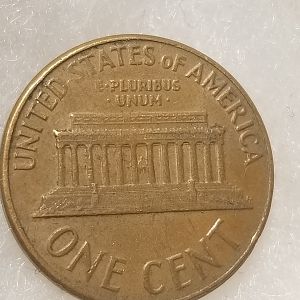 UNITED STATES OF AMERICA
E·PLURIBUS
·UNUM·
ONE CENT